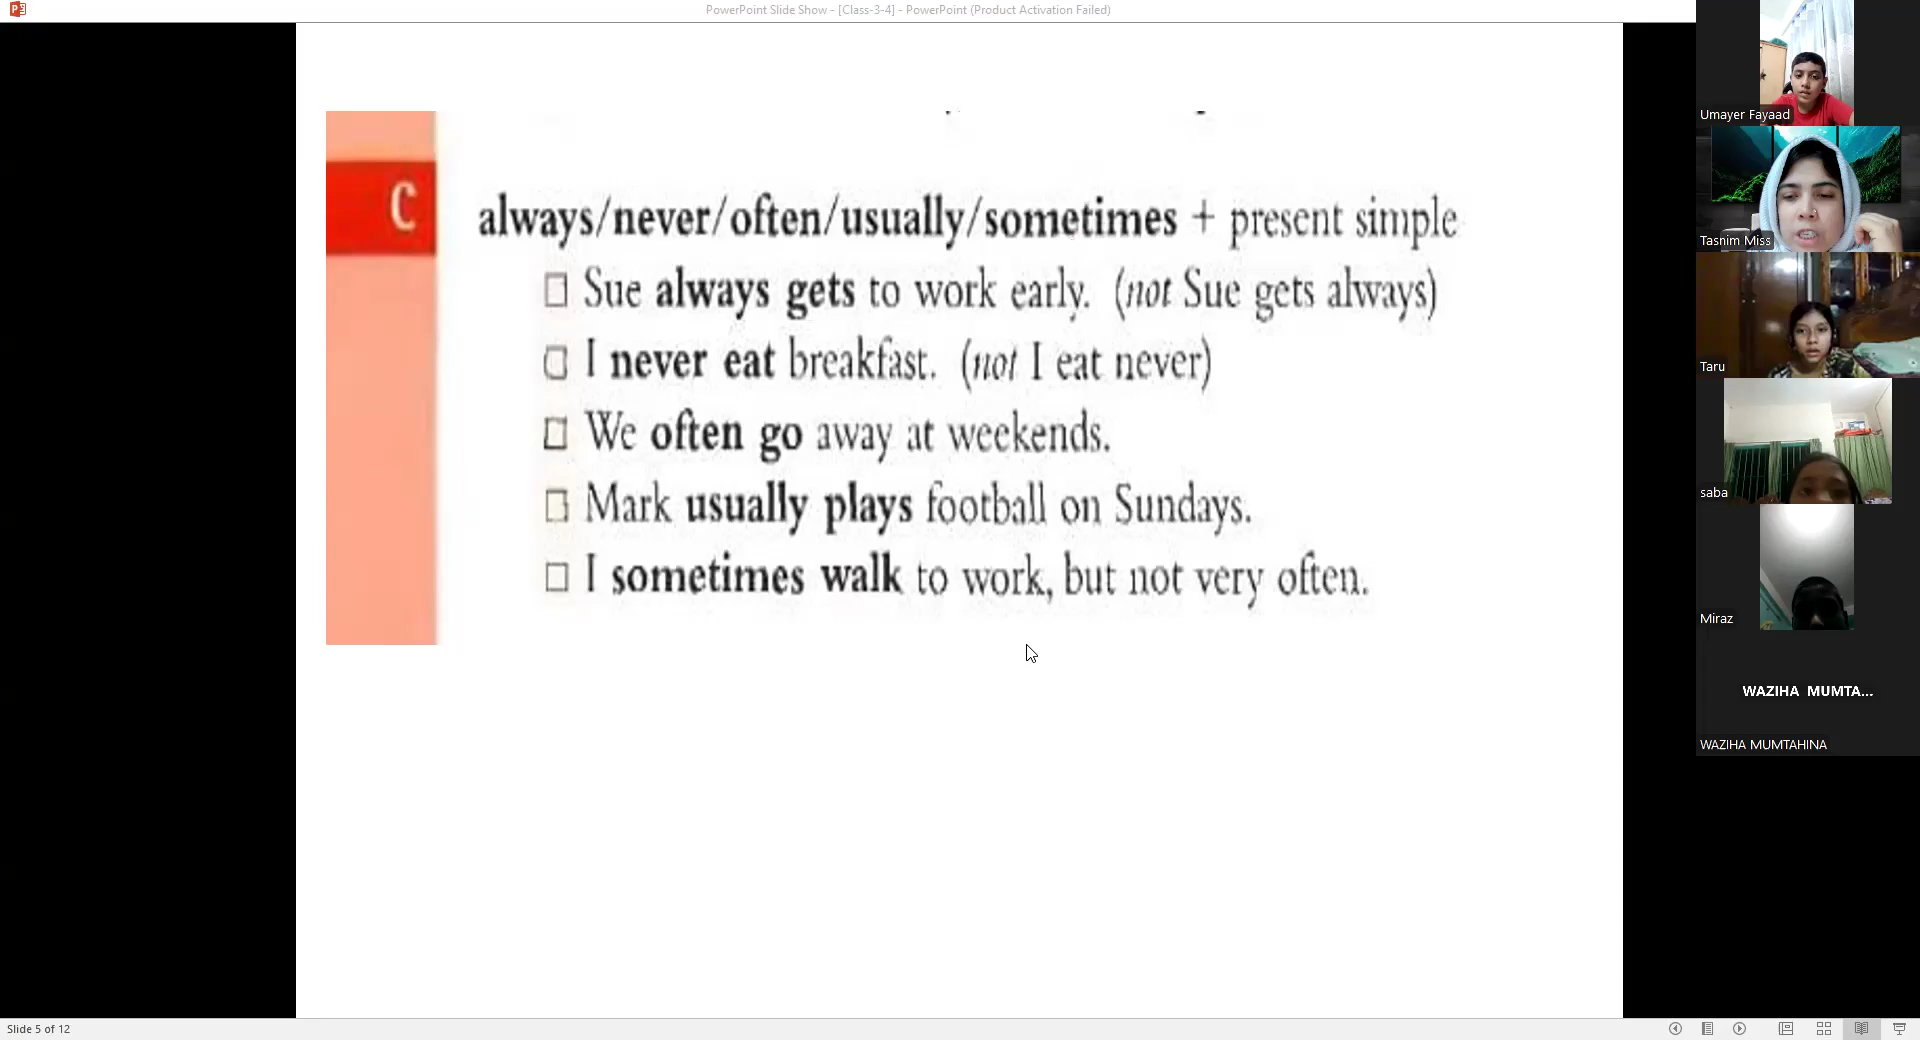 PowerPoint Slide Show - [Class-3-4] - PowerPoint (Product Activation Failed)
C
always/never/often/usually/sometimes + present simple
□ Sue always gets to work early. (not Sue gets always)
□ I never eat breakfast. (not I eat never)
□ We often go away at weekends.
□ Mark usually plays football on Sundays.
□ I sometimes walk to work, but not very often.
Umayer Fayaad
Tashim Miss
Taru
saba
Miraz
WAZIHA MUMTA...
WAZIHA MUMTAHINA
Slide 5 of 12